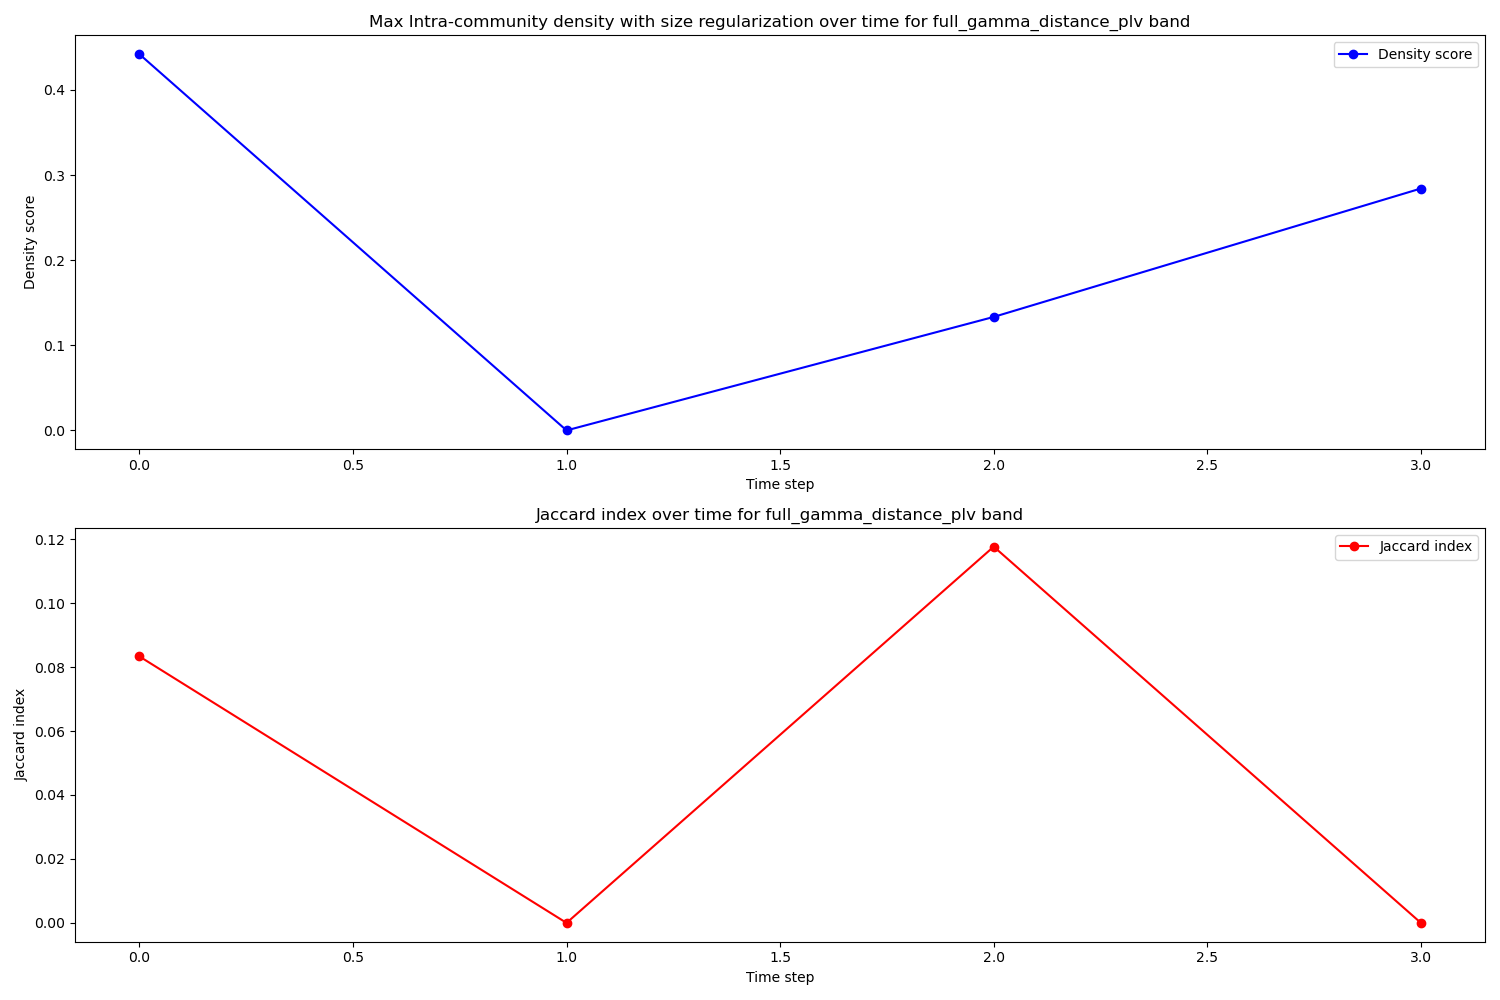 Max Intra-community density with size regularization over time for full_gamma_distance_plv band
Density score
Density score
0.4
0.3
0.2
0.1
0.0
0.0 0.5 1.0 1.5 2.0 2.5 3.0
Time step
Jaccard index over time for full_gamma_distance_plv band
Jaccard index
Jaccard index
0.12
0.10
0.08
0.06
0.04
0.02
0.00
0.0 0.5 1.0 1.5 2.0 2.5 3.0
Time step